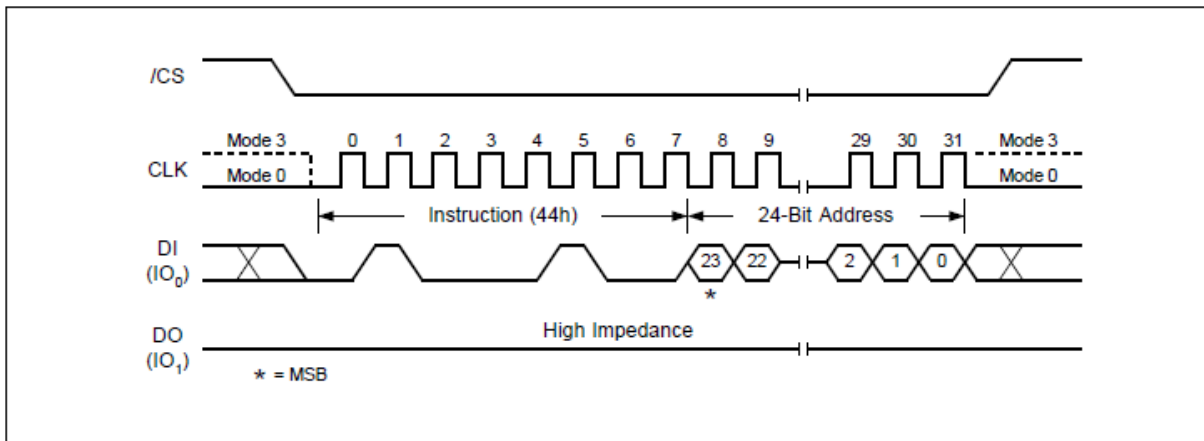 /CS
Mode 3 0 1 2 3 4 5 6 7 8 9 29 30 31 Mode 3
CLK
Mode 0 Mode 0
Instruction (44h) 24-Bit Address
DI
(IO0) 23 22 2 1 0
*
High Impedance
DO
(IO1)
* = MSB